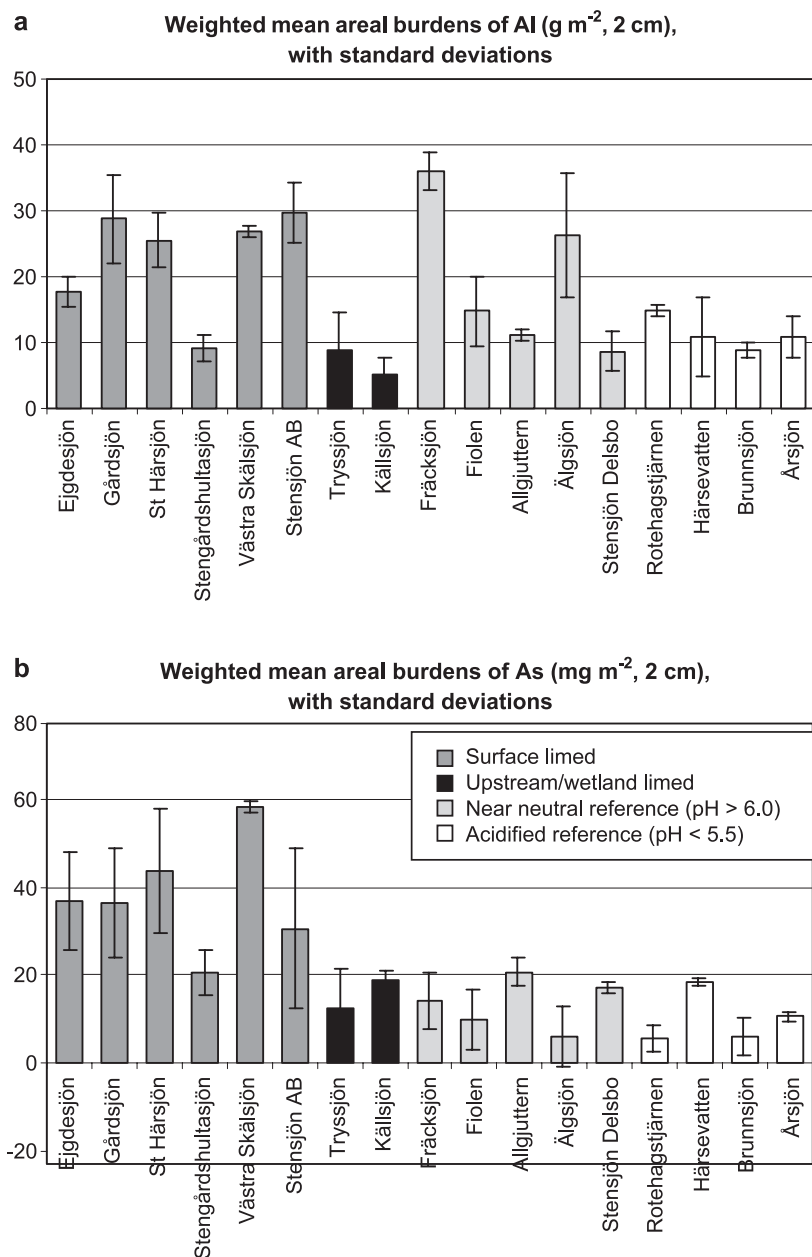 a
Weighted mean areal burdens of Al (g m⁻², 2 cm),
with standard deviations
50
40
30
20
10
0
Ejgdesjön
Gårdsjön
St Härsjön
Stengårdshultasjön
Västra Skälsjön
Stensjön AB
Tryssjön
Källsjön
Fräcksjön
Fiolen
Allgjuttern
Älgsjön
Stensjön Delsbo
Rotehagstjärnen
Härsevatten
Brunnsjön
Årsjön
b
Weighted mean areal burdens of As (mg m⁻², 2 cm),
with standard deviations
80
60
40
20
0
-20
Surface limed
Upstream/wetland limed
Near neutral reference (pH > 6.0)
Acidified reference (pH < 5.5)
Ejgdesjön
Gårdsjön
St Härsjön
Stengårdshultasjön
Västra Skälsjön
Stensjön AB
Tryssjön
Källsjön
Fräcksjön
Fiolen
Allgjuttern
Älgsjön
Stensjön Delsbo
Rotehagstjärnen
Härsevatten
Brunnsjön
Årsjön